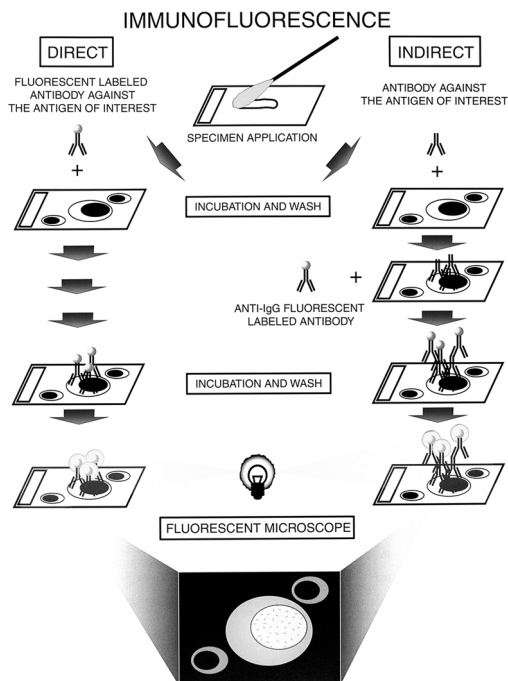 IMMUNOFLUORESCENCE
DIRECT
INDIRECT
FLUORESCENT LABELED
ANTIBODY AGAINST
THE ANTIGEN OF INTEREST
ANTIBODY AGAINST
THE ANTIGEN OF INTEREST
SPECIMEN APPLICATION
+
+
INCUBATION AND WASH
+
ANTI-IgG FLUORESCENT
LABELED ANTIBODY
INCUBATION AND WASH
FLUORESCENT MICROSCOPE